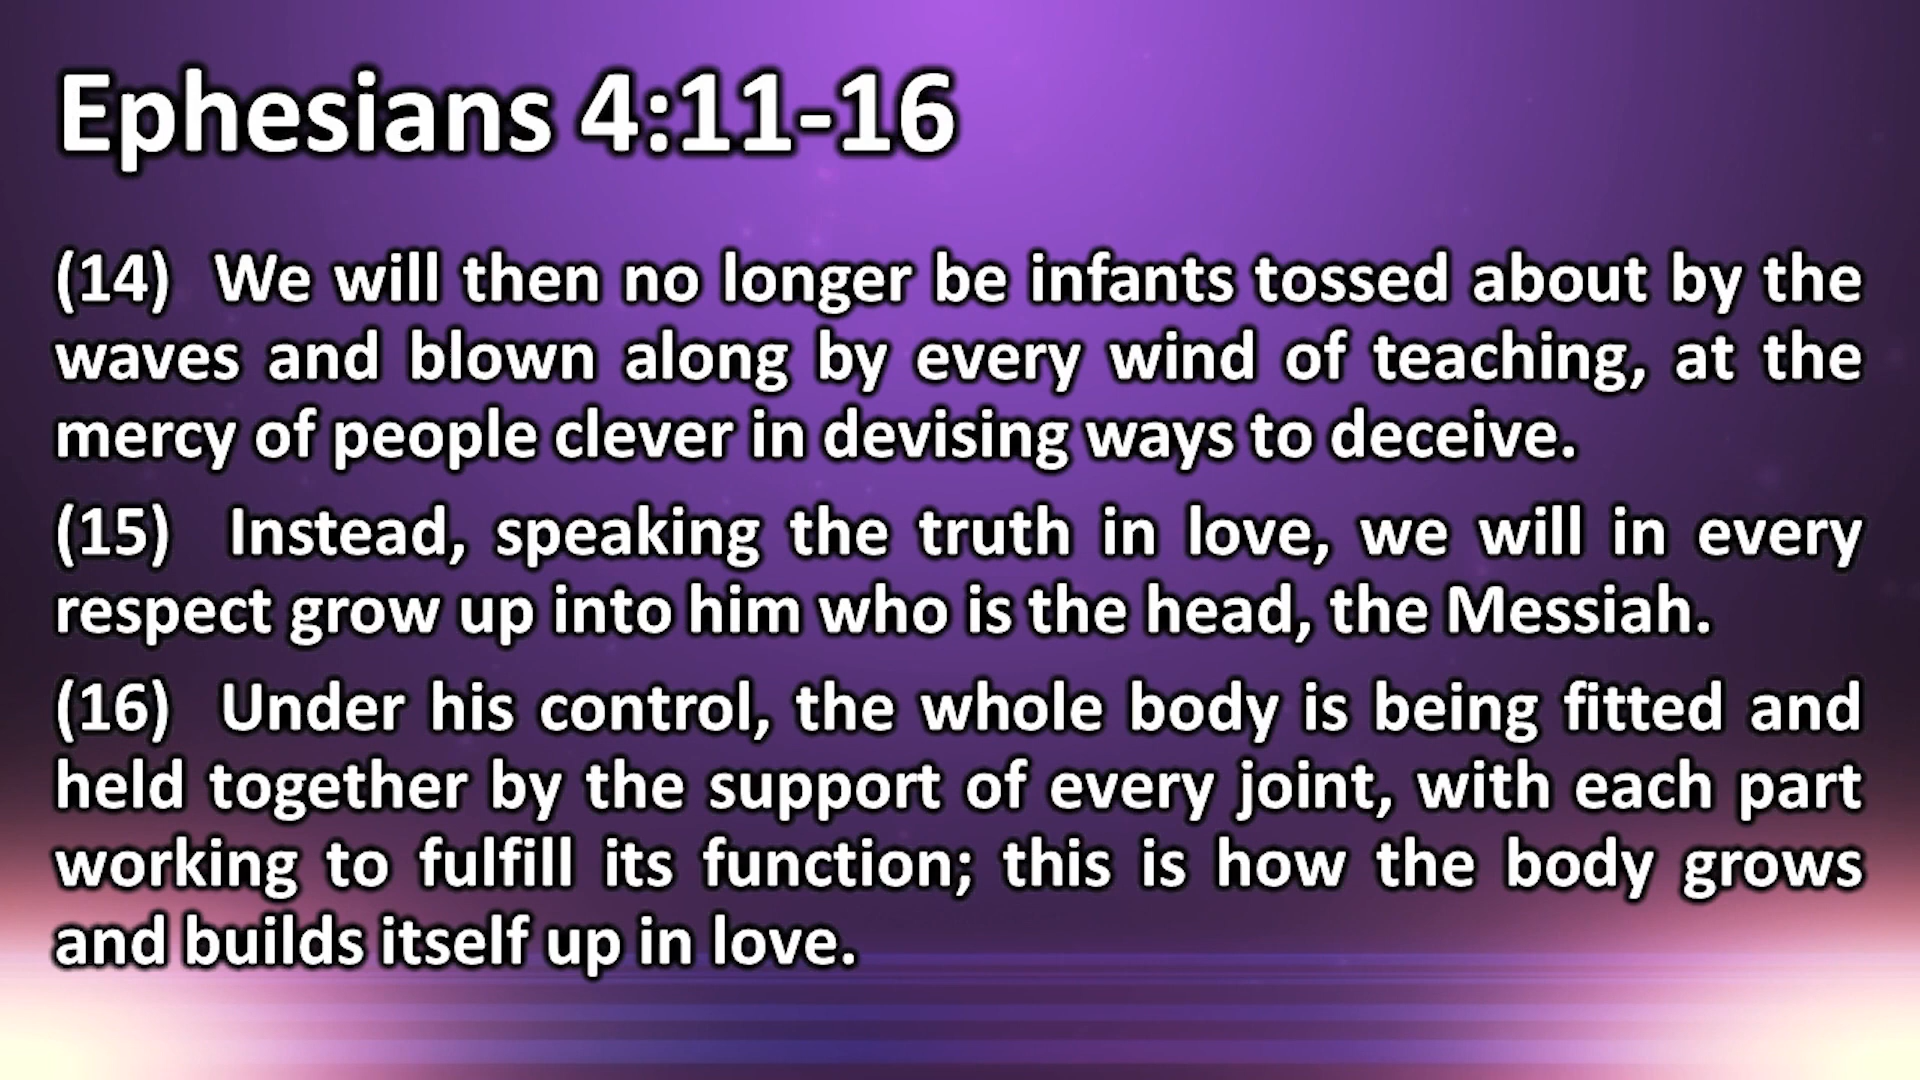 Ephesians 4:11-16
(14) We will then no longer be infants tossed about by the
waves and blown along by every wind of teaching, at the
mercy of people clever in devising ways to deceive.
(15) Instead, speaking the truth in love, we will in every
respect grow up into him who is the head, the Messiah.
(16) Under his control, the whole body is being fitted and
held together by the support of every joint, with each part
working to fulfill its function; this is how the body grows
and builds itself up in love.